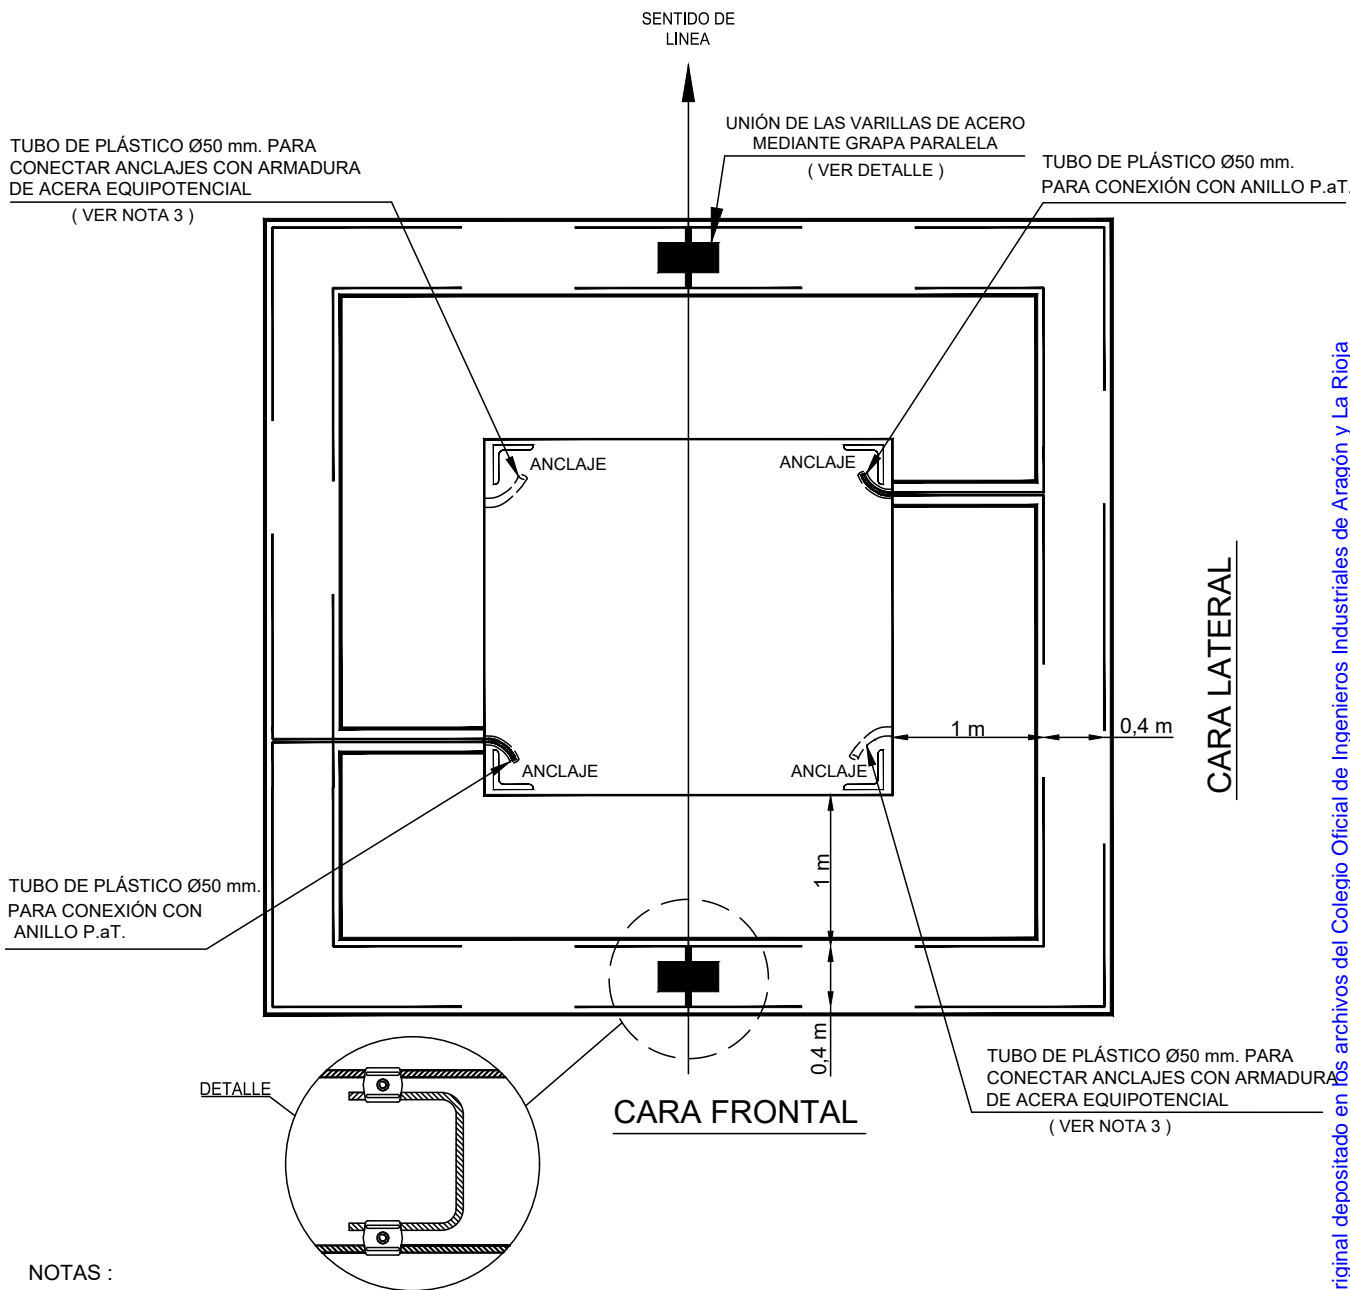 SENTIDO DE
LINEA
TUBO DE PLÁSTICO Ø50 mm. PARA
CONECTAR ANCLAJES CON ARMADURA
DE ACERA EQUIPOTENCIAL
( VER NOTA 3 )
UNIÓN DE LAS VARILLAS DE ACERO
MEDIANTE GRAPA PARALELA
( VER DETALLE )
TUBO DE PLÁSTICO Ø50 mm.
PARA CONEXIÓN CON ANILLO P.aT.
ANCLAJE
ANCLAJE
ANCLAJE
ANCLAJE
1 m
0,4 m
CARA LATERAL
1 m
0,4 m
TUBO DE PLÁSTICO Ø50 mm.
PARA CONEXIÓN CON
ANILLO P.aT.
DETALLE
CARA FRONTAL
TUBO DE PLÁSTICO Ø50 mm. PARA
CONECTAR ANCLAJES CON ARMADURA
DE ACERA EQUIPOTENCIAL
( VER NOTA 3 )
NOTAS :
riginal depositado en los archivos del Colegio Oficial de Ingenieros Industriales de Aragón y La Rioja